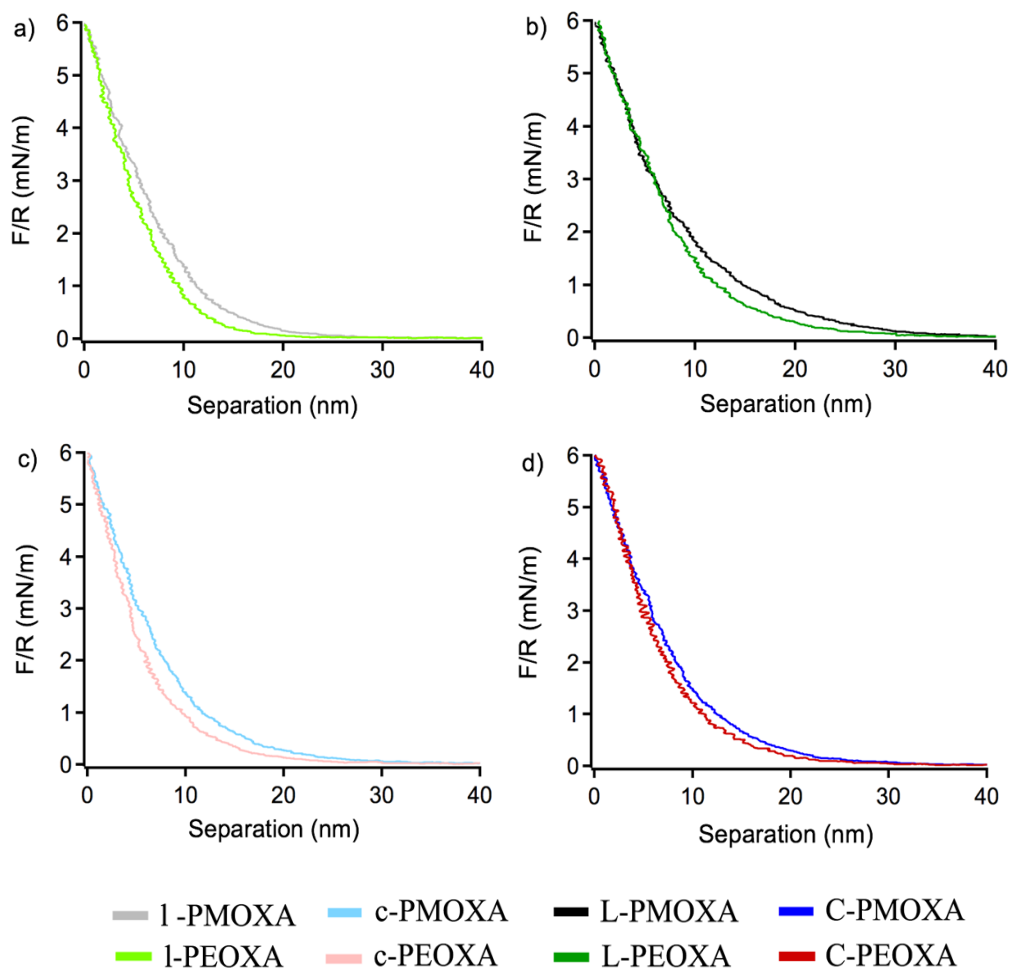 a)
6
5
4
3
2
1
0
F/R (mN/m)
0 10 20 30 40
Separation (nm)
b)
6
5
4
3
2
1
0
F/R (mN/m)
0 10 20 30 40
Separation (nm)
c)
6
5
4
3
2
1
0
F/R (mN/m)
0 10 20 30 40
Separation (nm)
d)
6
5
4
3
2
1
0
F/R (mN/m)
0 10 20 30 40
Separation (nm)
l -PMOXA c-PMOXA L-PMOXA C-PMOXA
l-PEOXA c-PEOXA L-PEOXA C-PEOXA